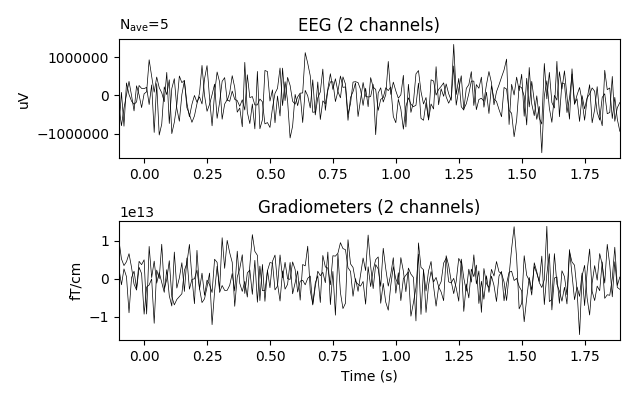 N_ave=5
EEG (2 channels)
1000000
0
−1000000
uV
0.00 0.25 0.50 0.75 1.00 1.25 1.50 1.75
1e13
Gradiometers (2 channels)
1
0
−1
fT/cm
0.00 0.25 0.50 0.75 1.00 1.25 1.50 1.75
Time (s)